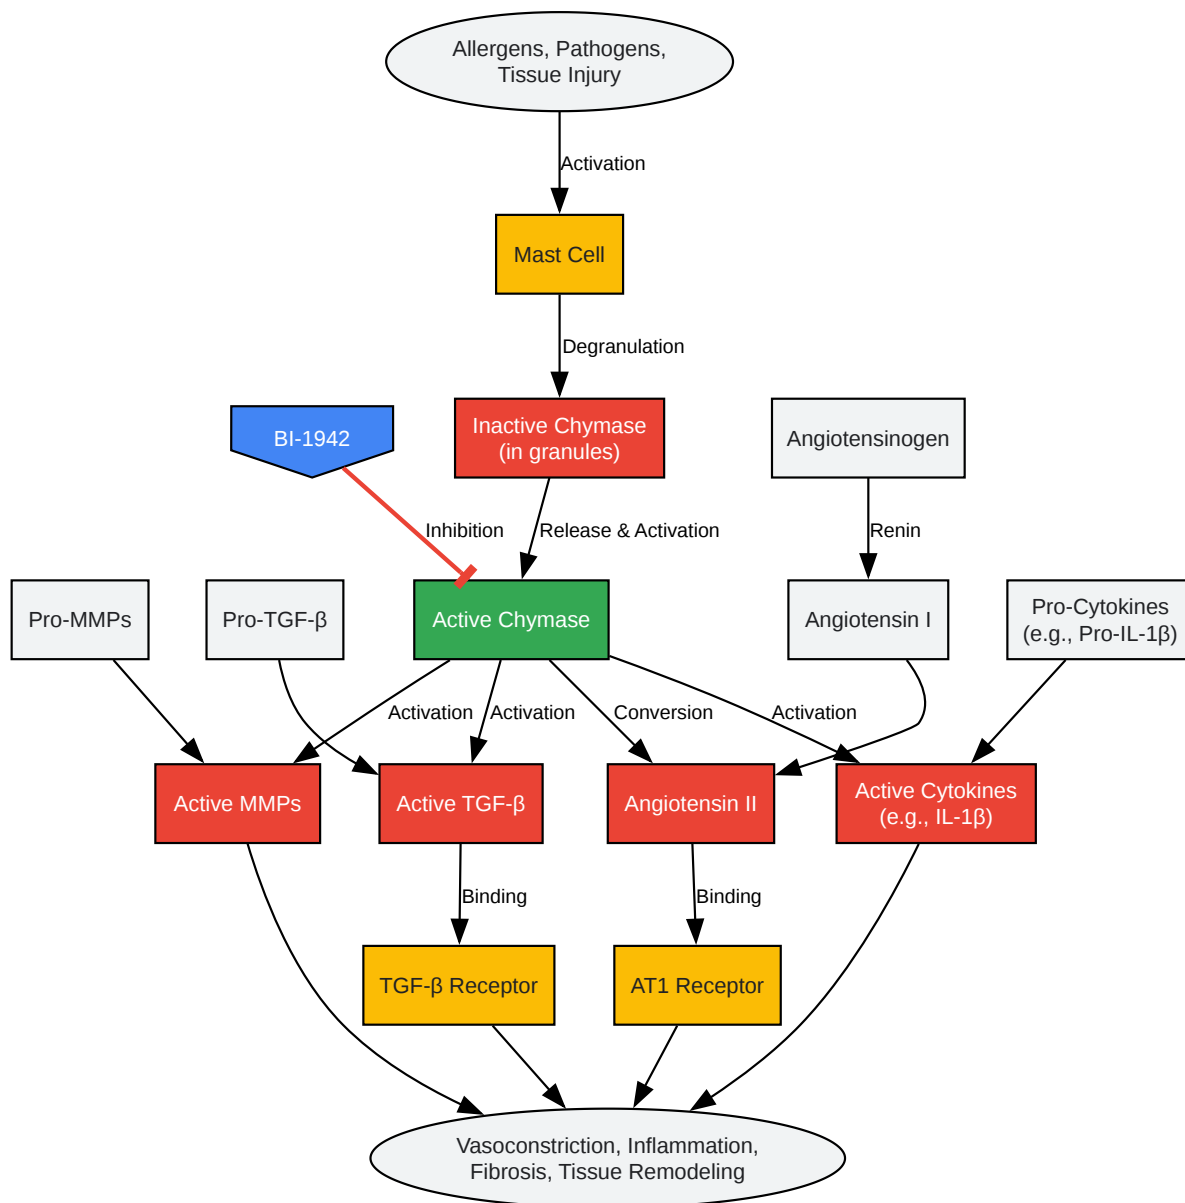 Allergens, Pathogens,
Tissue Injury
Activation
Mast Cell
Degranulation
BI-1942
Inactive Chymase
(in granules)
Angiotensinogen
Inhibition
Release & Activation
Renin
Pro-MMPs
Pro-TGF-β
Active Chymase
Angiotensin I
Pro-Cytokines
(e.g., Pro-IL-1β)
Activation
Activation
Conversion
Activation
Active MMPs
Active TGF-β
Angiotensin II
Active Cytokines
(e.g., IL-1β)
Binding
Binding
TGF-β Receptor
AT1 Receptor
Vasoconstriction, Inflammation,
Fibrosis, Tissue Remodeling